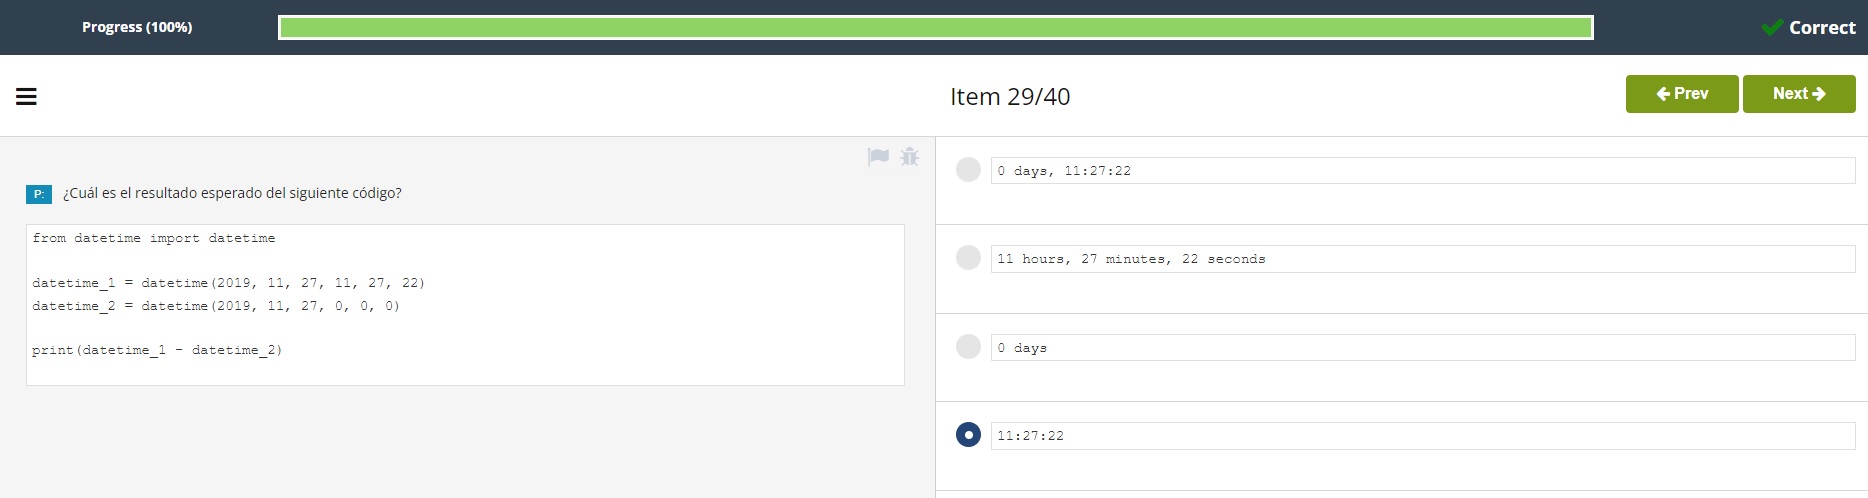 Progress (100%)
Correct
Item 29/40
Prev
Next
P: ¿Cuál es el resultado esperado del siguiente código?
from datetime import datetime
datetime_1 = datetime(2019, 11, 27, 11, 27, 22)
datetime_2 = datetime(2019, 11, 27, 0, 0, 0)
print(datetime_1 - datetime_2)
0 days, 11:27:22
11 hours, 27 minutes, 22 seconds
0 days
11:27:22